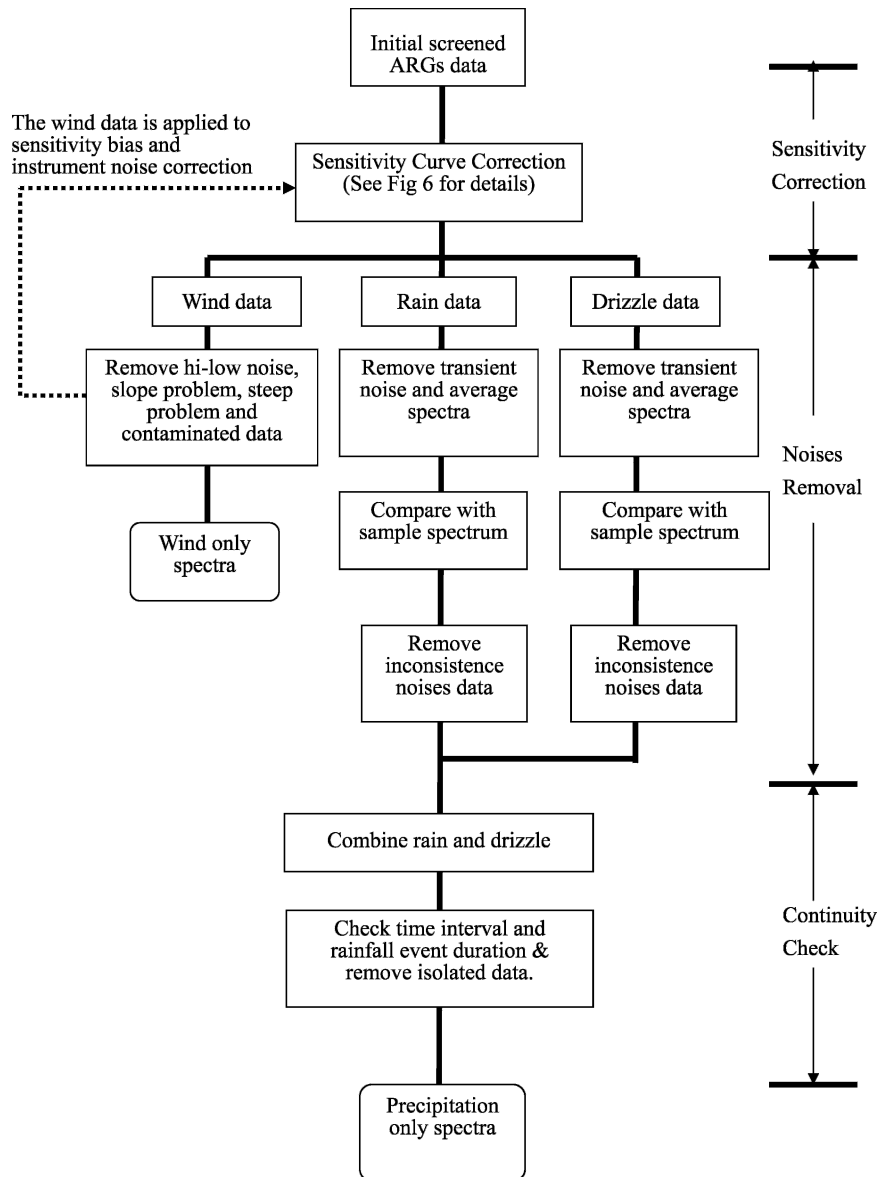 Initial screened
ARGs data
The wind data is applied to
sensitivity bias and
instrument noise correction
Sensitivity Curve Correction
(See Fig 6 for details)
Sensitivity
Correction
Wind data
Rain data
Drizzle data
Remove hi-low noise,
slope problem, steep
problem and
contaminated data
Remove transient
noise and average
spectra
Remove transient
noise and average
spectra
Noises
Removal
Wind only
spectra
Compare with
sample spectrum
Compare with
sample spectrum
Remove
inconsistence
noises data
Remove
inconsistence
noises data
Combine rain and drizzle
Check time interval and
rainfall event duration &
remove isolated data.
Continuity
Check
Precipitation
only spectra